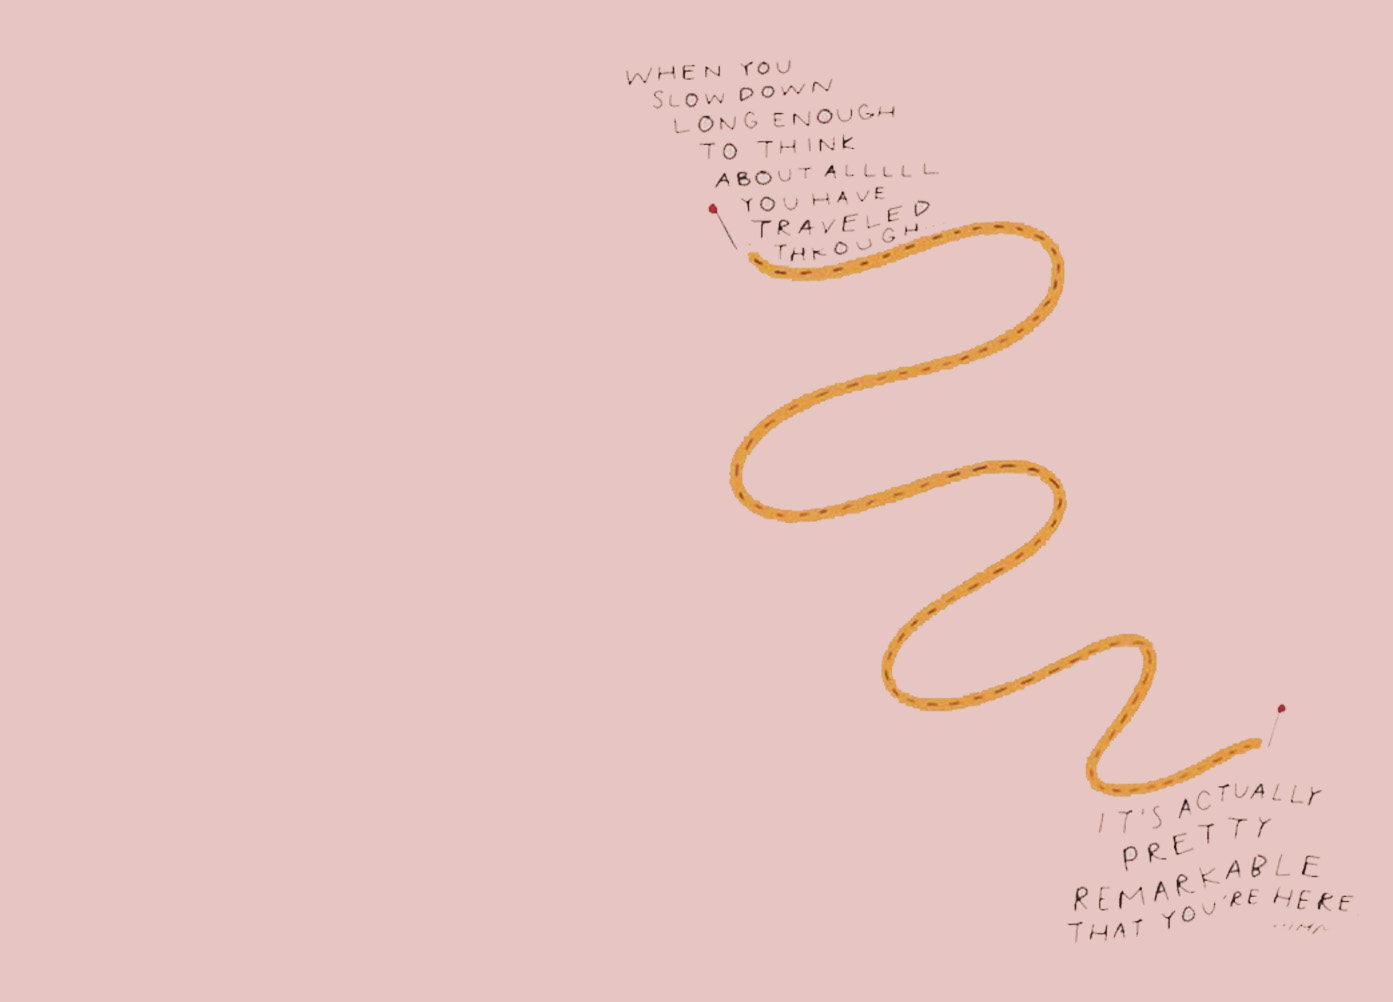 WHEN YOU
SLOW DOWN
LONG ENOUGH
TO THINK
ABOUT ALLLLL
YOU HAVE
TRAVELED
THROUGH...
IT'S ACTUALLY
PRETTY
REMARKABLE
THAT YOU'RE HERE